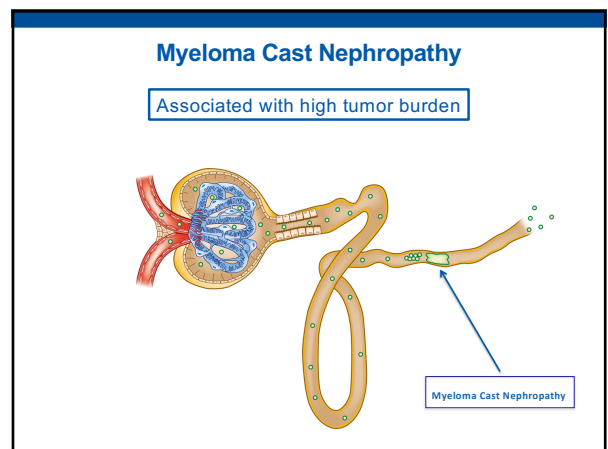 Myeloma Cast Nephropathy
Associated with high tumor burden
Myeloma Cast Nephropathy